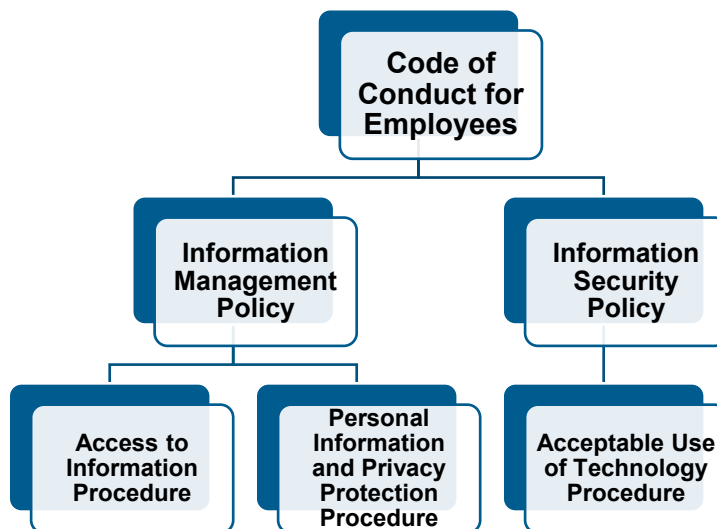 Code of
Conduct for
Employees
Information
Management
Policy
Information
Security
Policy
Access to
Information
Procedure
Personal
Information
and Privacy
Protection
Procedure
Acceptable Use
of Technology
Procedure